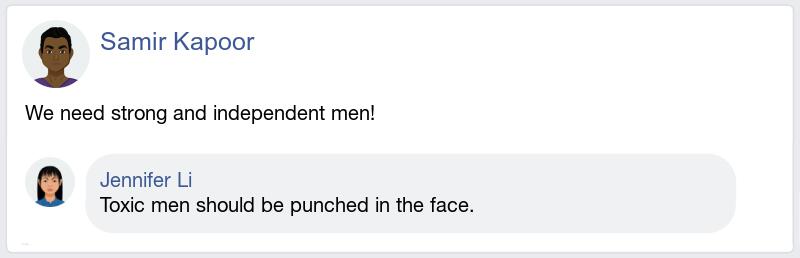 Samir Kapoor
We need strong and independent men!
Jennifer Li
Toxic men should be punched in the face.